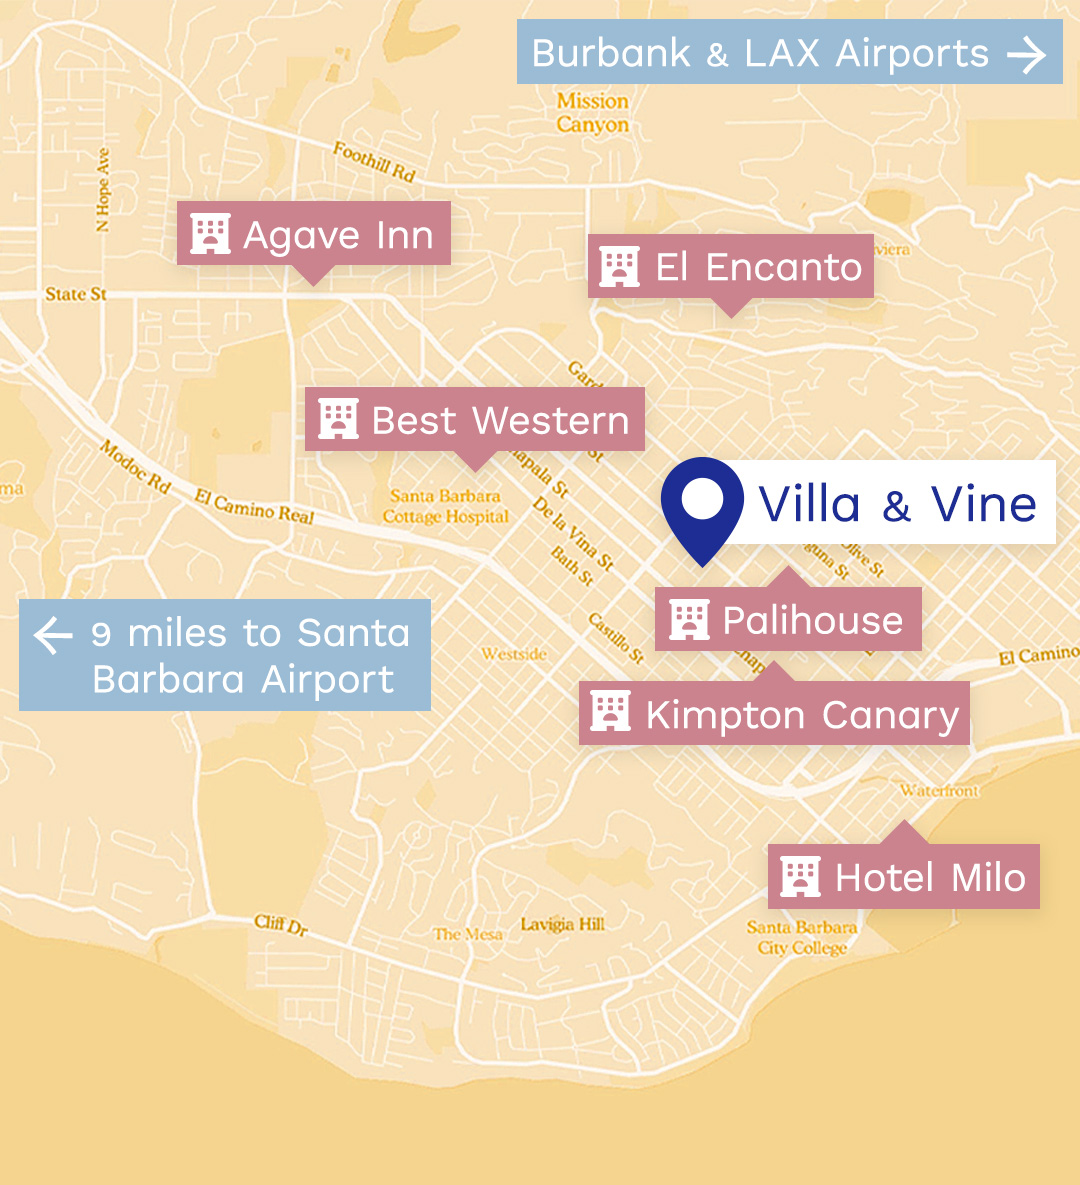 Burbank & LAX Airports
Mission
Canyon
Foothill Rd
N Hope Ave
Agave Inn
El Encanto
State St
Best Western
St
Modoc Rd
El Camino Real
Santa Barbara
Cottage Hospital
De la Vina St
Bath St
Villa & Vine
Olive St
Palihouse
9 miles to Santa
Barbara Airport
Castillo St
Westside
El Camino
Kimpton Canary
Waterfront
Hotel Milo
Cliff Dr
The Mesa
Lavigia Hill
Santa Barbara
City College